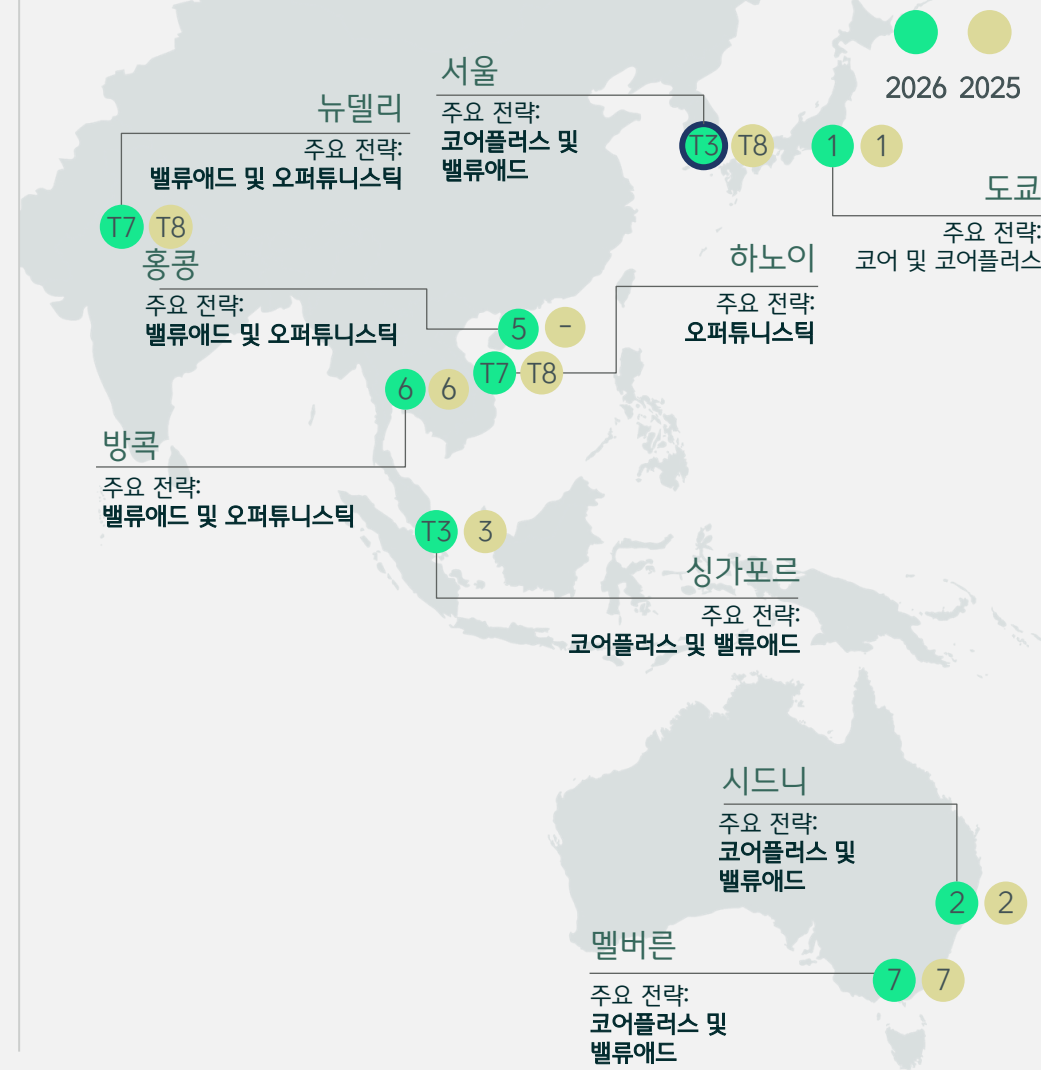 2026 2025
서울
주요 전략:
코어플러스 및
밸류애드
T3 T8
뉴델리
주요 전략:
밸류애드 및 오퍼튜니스틱
T7 T8
1 1
도쿄
주요 전략:
코어 및 코어플러스
홍콩
주요 전략:
밸류애드 및 오퍼튜니스틱
5 -
하노이
주요 전략:
오퍼튜니스틱
T7 T8
6 6
방콕
주요 전략:
밸류애드 및 오퍼튜니스틱
T3 3
싱가포르
주요 전략:
코어플러스 및 밸류애드
시드니
주요 전략:
코어플러스 및
밸류애드
2 2
멜버른
주요 전략:
코어플러스 및
밸류애드
7 7